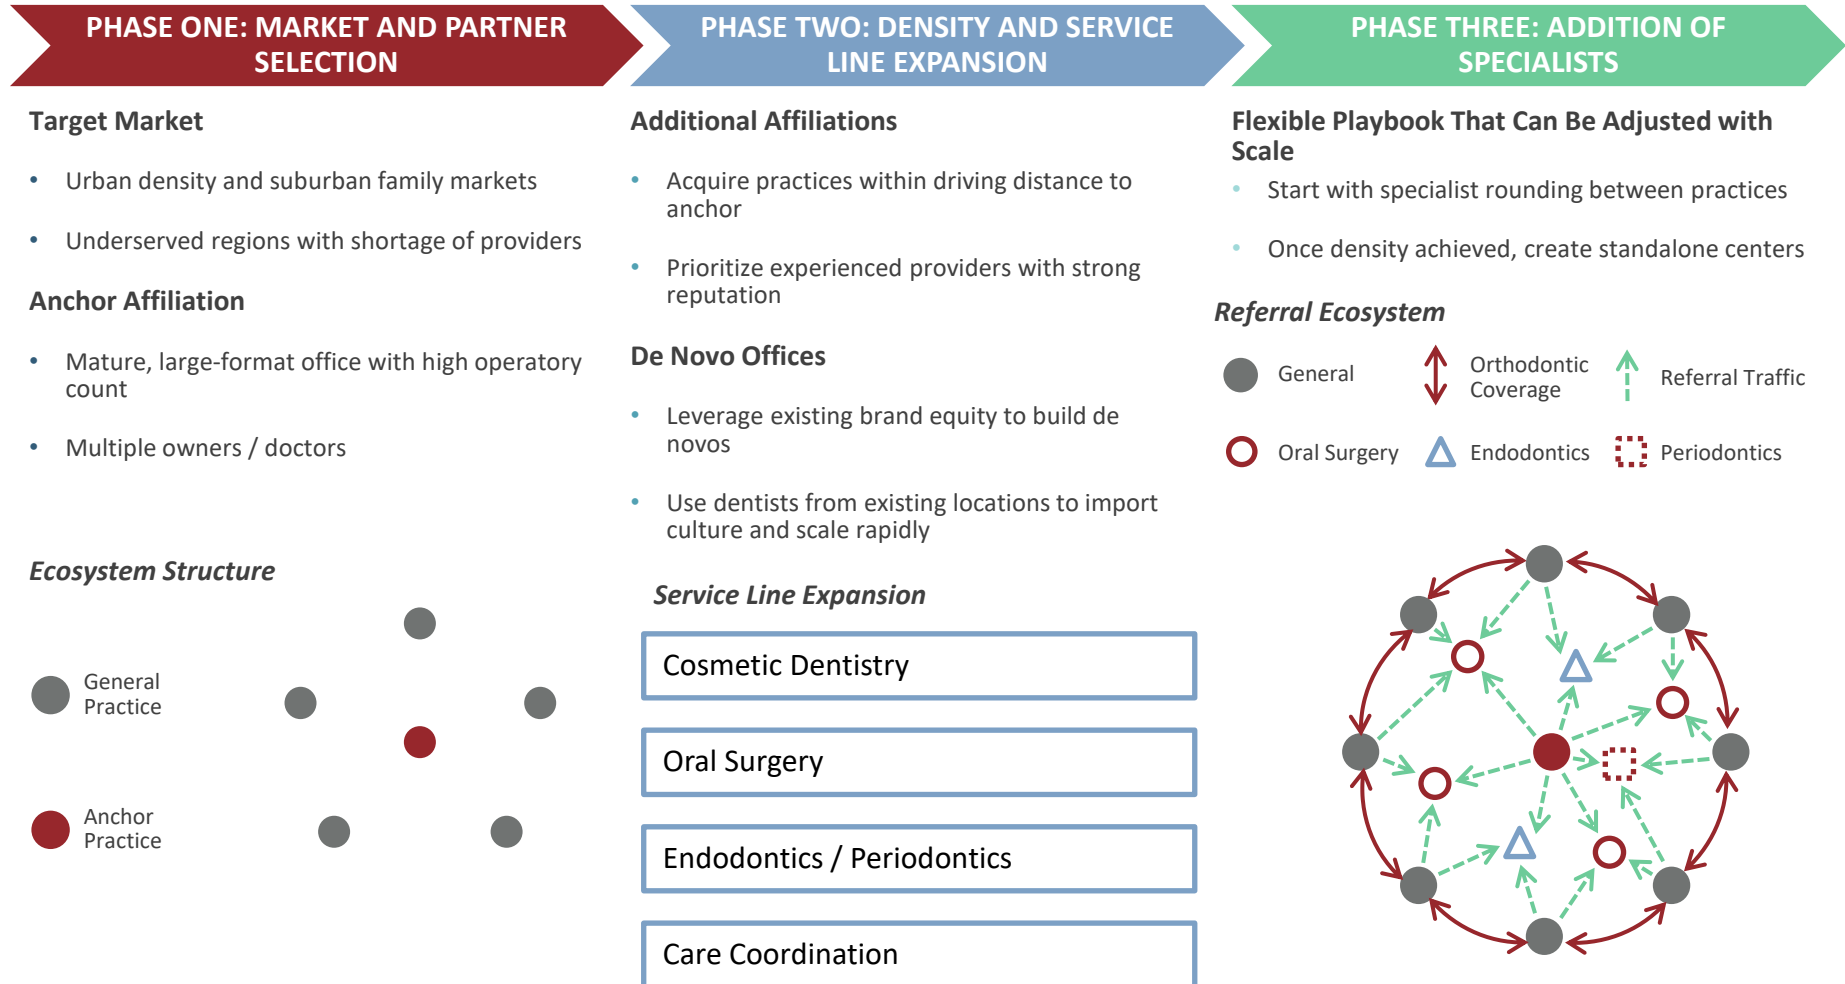 PHASE ONE: MARKET AND PARTNER
SELECTION
Target Market
• Urban density and suburban family markets
• Underserved regions with shortage of providers
Anchor Affiliation
• Mature, large-format office with high operatory
count
• Multiple owners / doctors
Ecosystem Structure
General
Practice
Anchor
Practice
PHASE TWO: DENSITY AND SERVICE
LINE EXPANSION
Additional Affiliations
• Acquire practices within driving distance to
anchor
• Prioritize experienced providers with strong
reputation
De Novo Offices
• Leverage existing brand equity to build de
novos
• Use dentists from existing locations to import
culture and scale rapidly
Service Line Expansion
Cosmetic Dentistry
Oral Surgery
Endodontics / Periodontics
Care Coordination
PHASE THREE: ADDITION OF
SPECIALISTS
Flexible Playbook That Can Be Adjusted with
Scale
• Start with specialist rounding between practices
• Once density achieved, create standalone centers
Referral Ecosystem
General
Orthodontic
Coverage
Referral Traffic
Oral Surgery
Endodontics
Periodontics